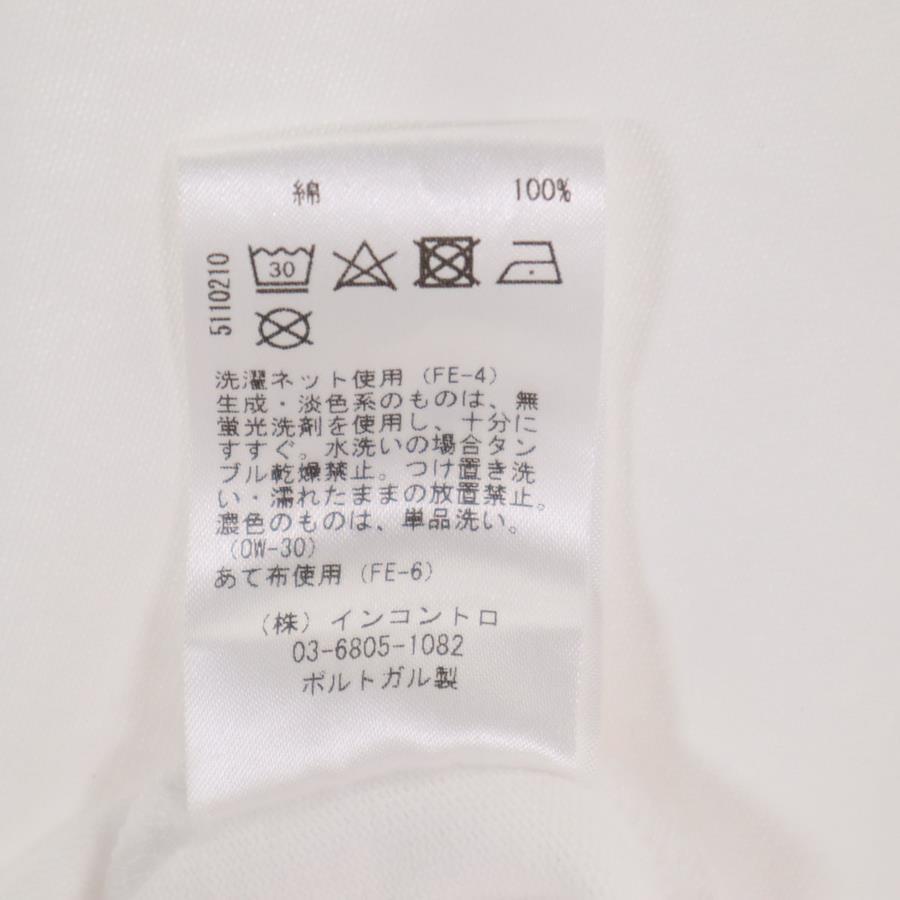 綿 100%
5110210
30
洗濯ネット使用（FE-4）
生成・淡色系のものは、無
蛍光洗剤を使用し、十分に
すすぐ。水洗いの場合タン
ブル乾燥禁止。つけ置き洗
い・濡れたままの放置禁止。
濃色のものは、単品洗い。
（OW-30）
あて布使用（FE-6）
（株）インコントロ
03-6805-1082
ポルトガル製